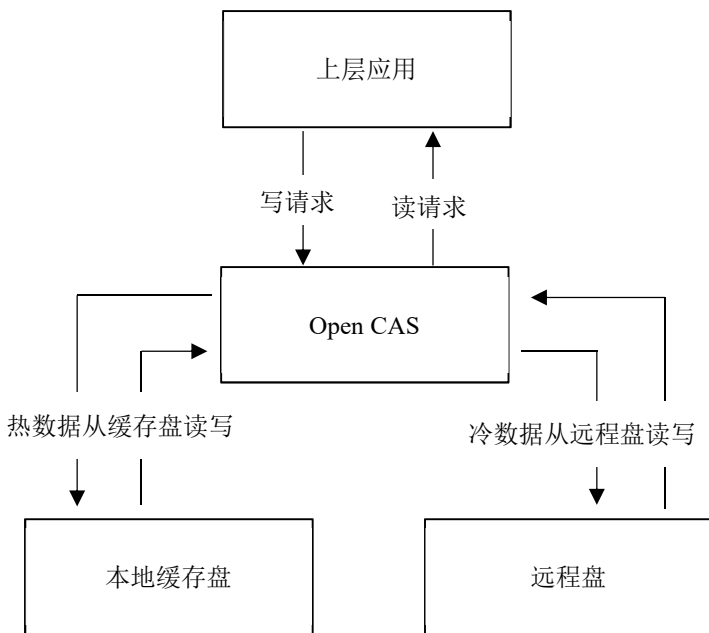 上层应用
写请求
读请求
Open CAS
热数据从缓存盘读写
冷数据从远程盘读写
本地缓存盘
远程盘